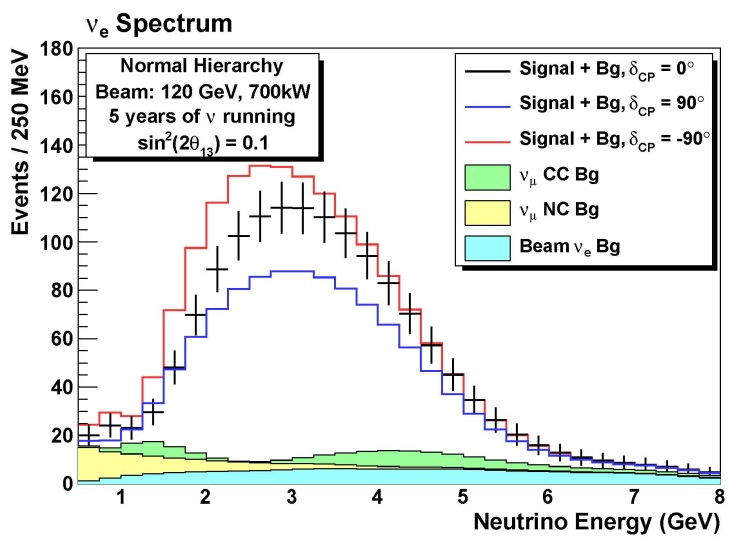 νe Spectrum
Normal Hierarchy
Beam: 120 GeV, 700kW
5 years of ν running
sin²(2θ₁₃) = 0.1
Signal + Bg, δCP = 0°
Signal + Bg, δCP = 90°
Signal + Bg, δCP = -90°
νμ CC Bg
νμ NC Bg
Beam νe Bg
Events / 250 MeV
180
160
140
120
100
80
60
40
20
0
1 2 3 4 5 6 7 8
Neutrino Energy (GeV)